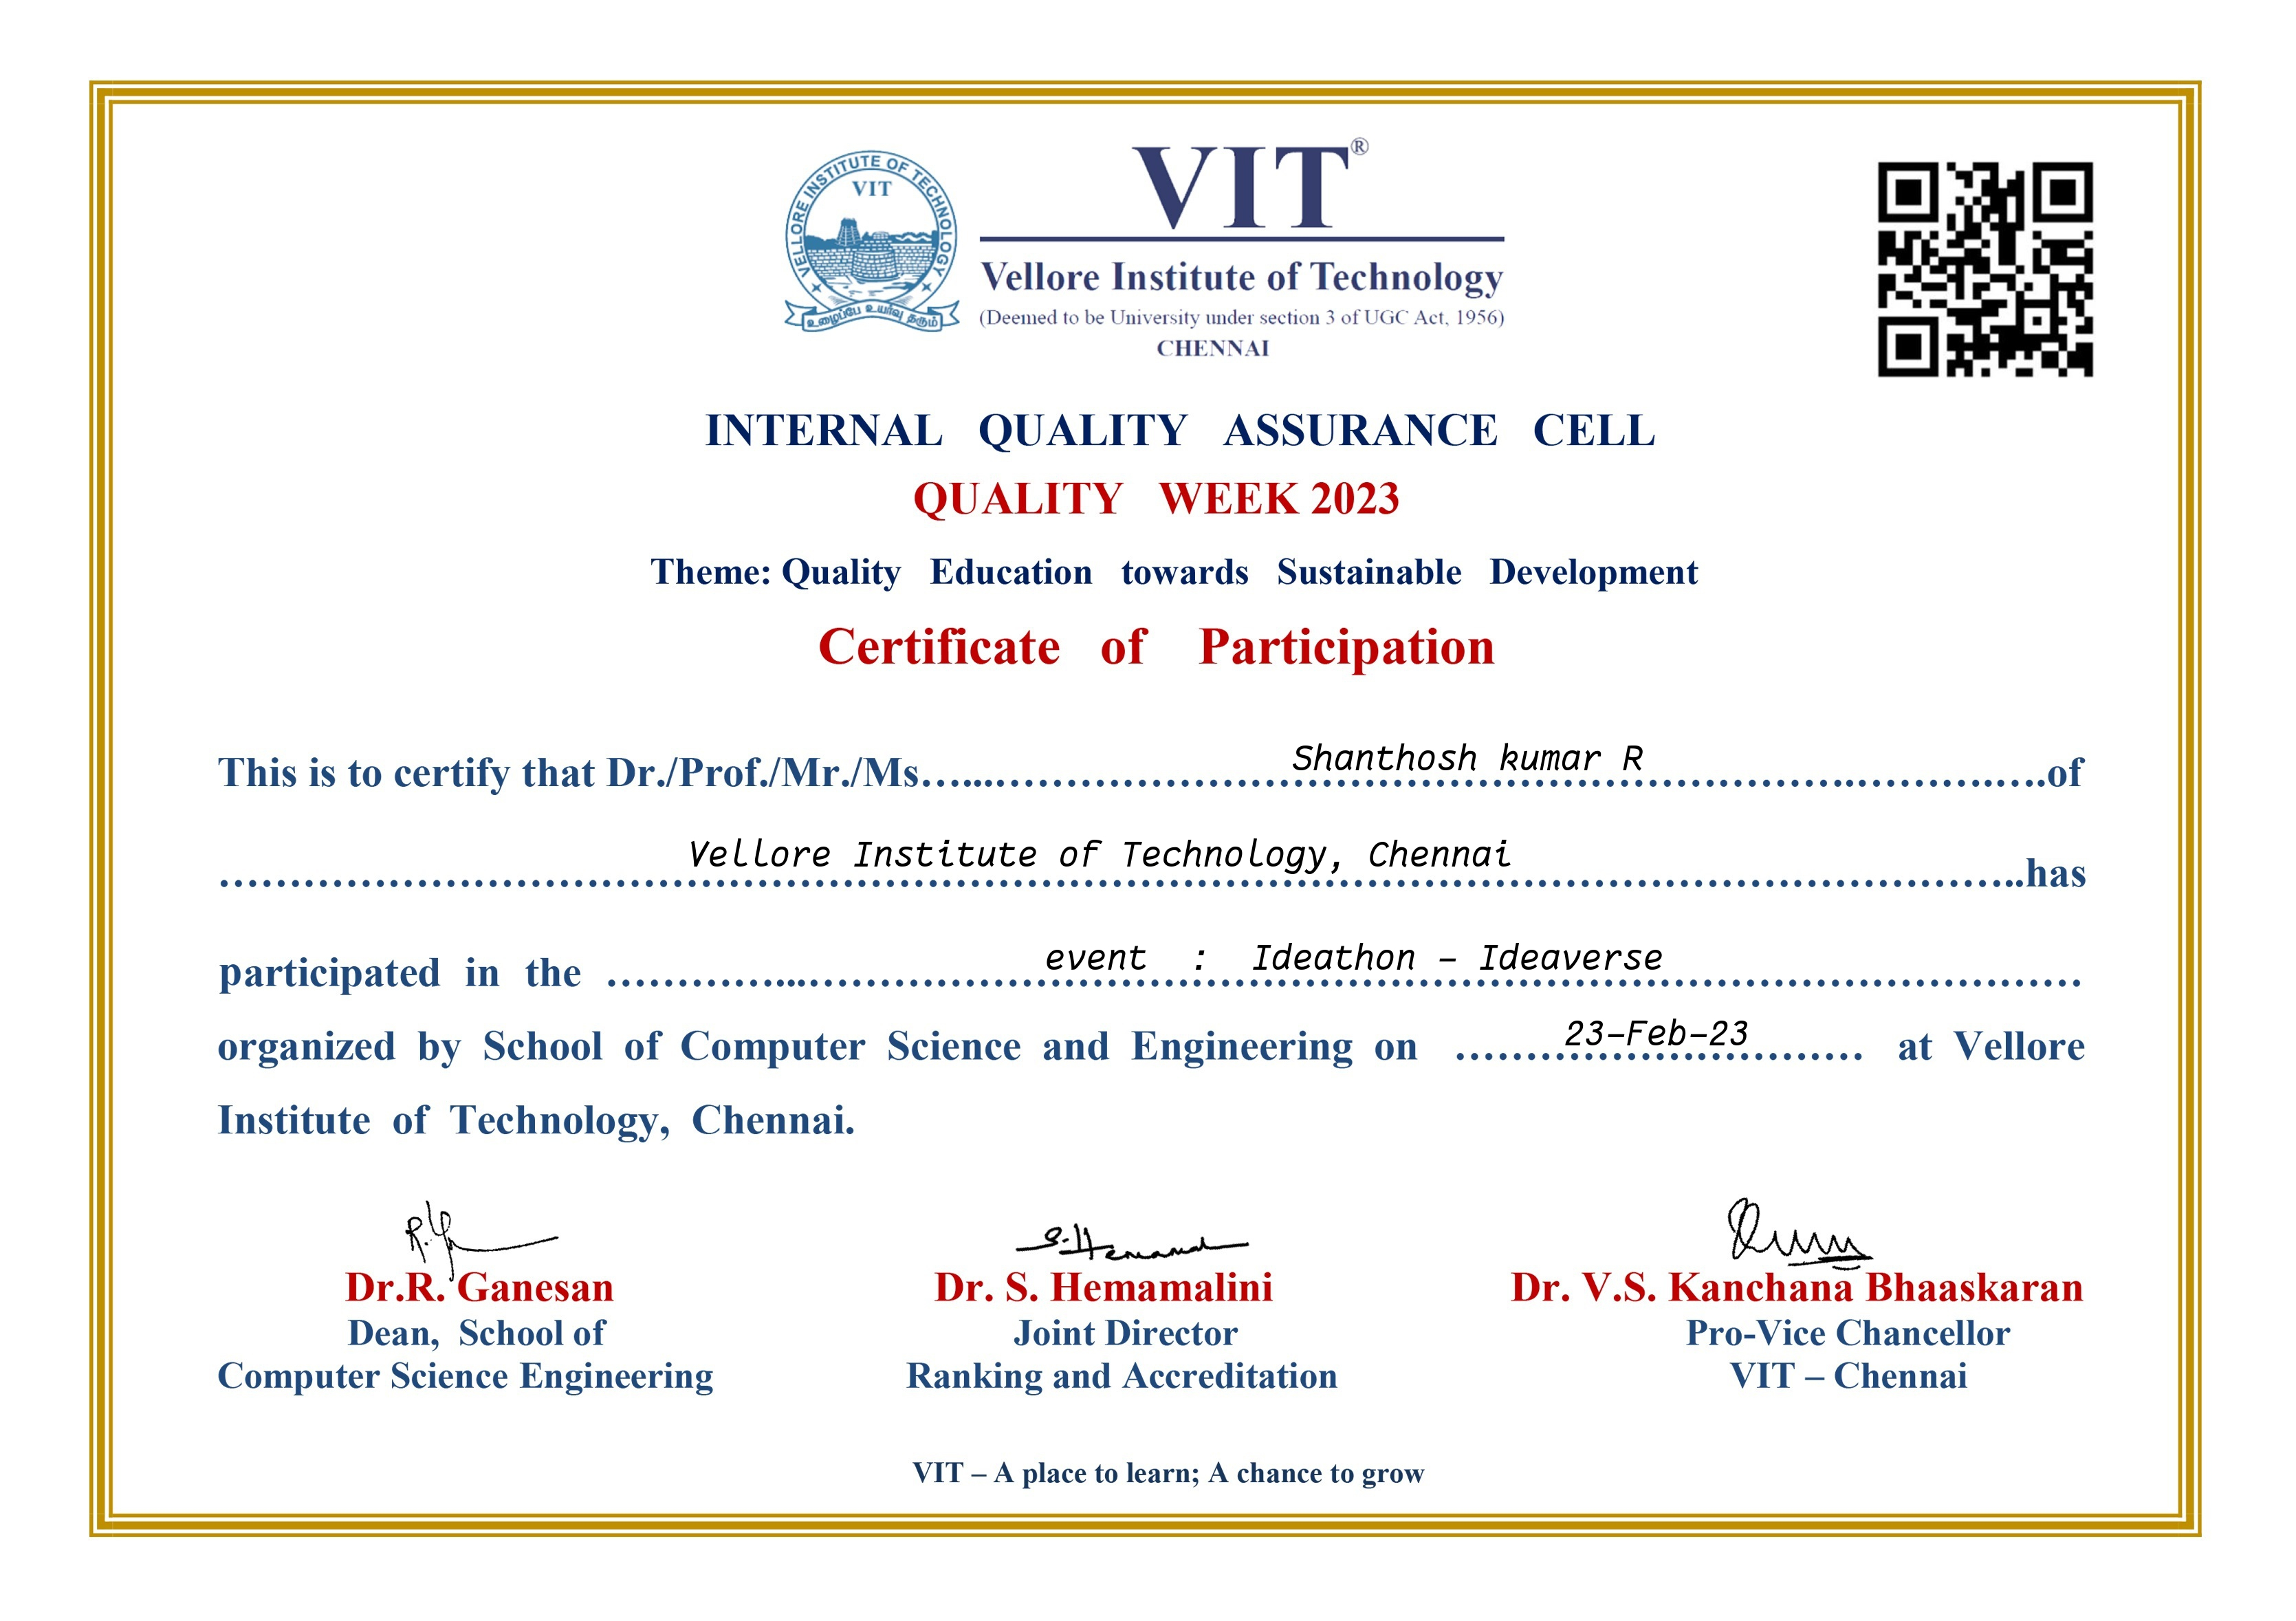 VELLORE INSTITUTE OF TECHNOLOGY
VIT
உழைப்பே உயர்வு தரும்
VIT®
Vellore Institute of Technology
(Deemed to be University under section 3 of UGC Act, 1956)
CHENNAI
INTERNAL QUALITY ASSURANCE CELL
QUALITY WEEK 2023
Theme: Quality Education towards Sustainable Development
Certificate of Participation
This is to certify that Dr./Prof./Mr./Ms.................Shanthosh kumar R.................of
.................Vellore Institute of Technology, Chennai.................has
participated in the .................event : Ideathon – Ideaverse.................
organized by School of Computer Science and Engineering on ........23-Feb-23........ at Vellore
Institute of Technology, Chennai.
Dr.R. Ganesan
Dean, School of
Computer Science Engineering
S. Hemamal
Dr. S. Hemamalini
Joint Director
Ranking and Accreditation
Dr. V.S. Kanchana Bhaaskaran
Pro-Vice Chancellor
VIT – Chennai
VIT – A place to learn; A chance to grow